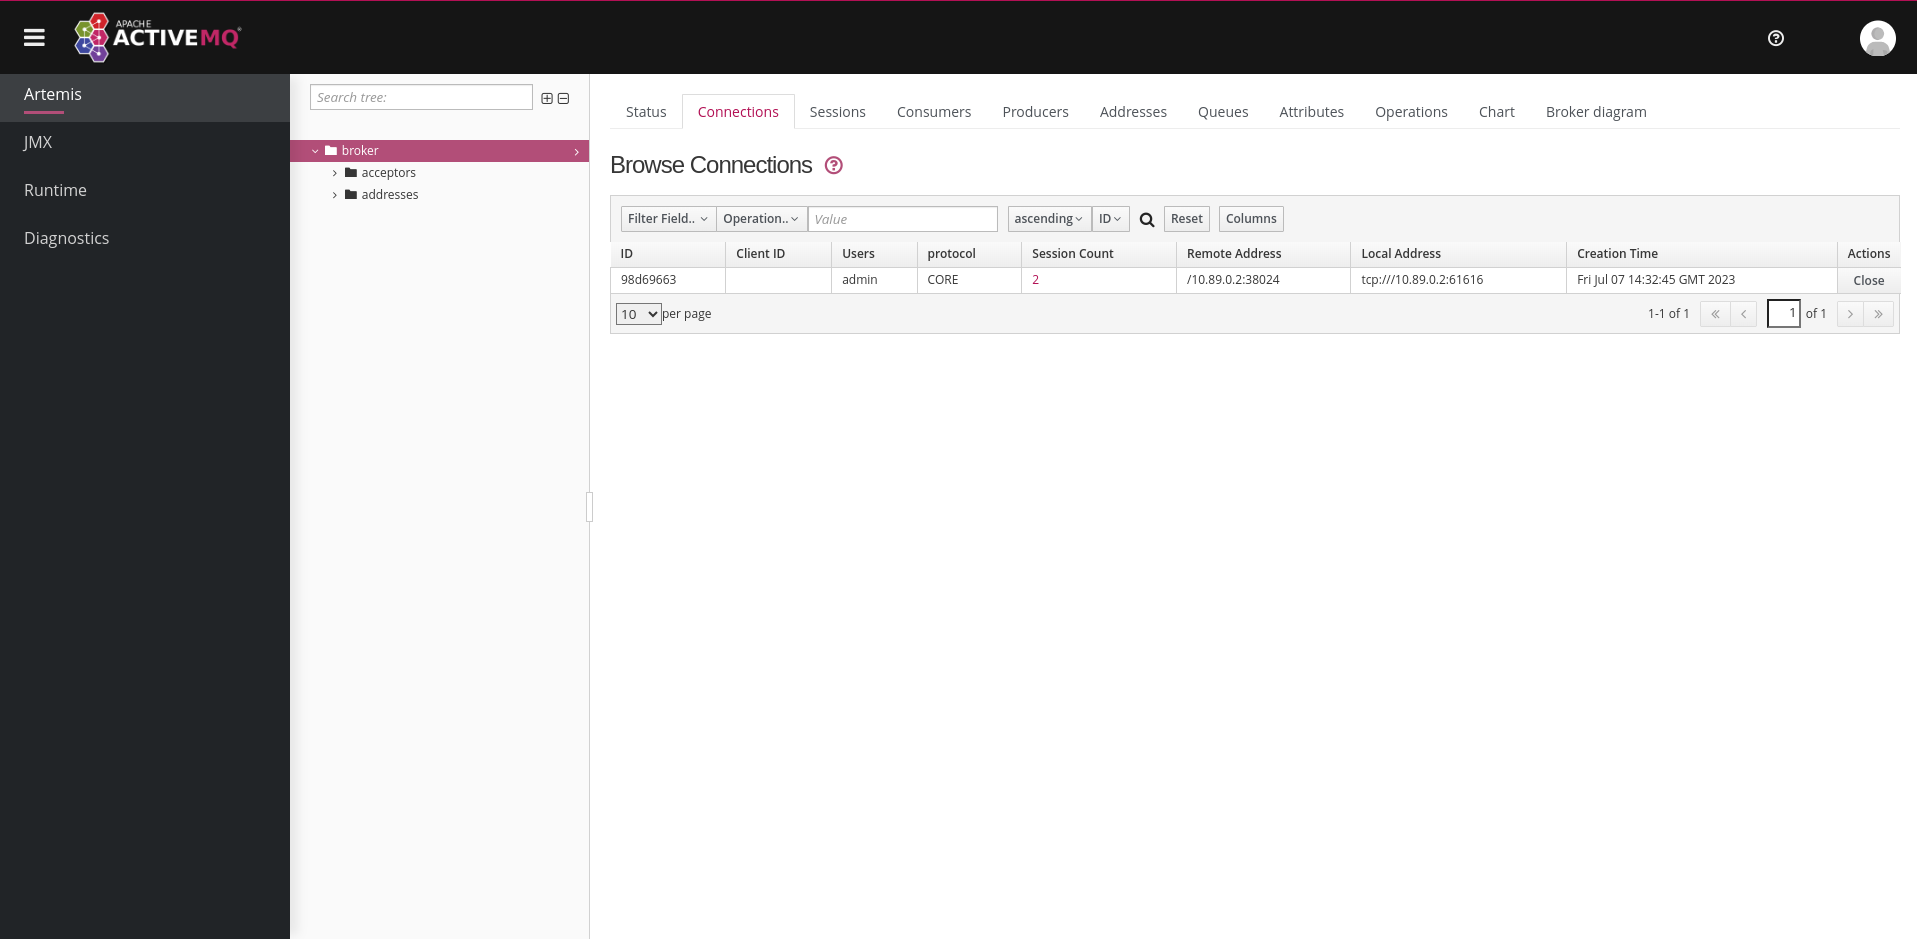 APACHE
ACTIVEMQ
Artemis
JMX
Runtime
Diagnostics
Search tree:
broker
acceptors
addresses
Status Connections Sessions Consumers Producers Addresses Queues Attributes Operations Chart Broker diagram
Browse Connections
Filter Field.. Operation.. Value ascending ID Reset Columns
ID Client ID Users protocol Session Count Remote Address Local Address Creation Time Actions
98d69663 admin CORE 2 /10.89.0.2:38024 tcp:///10.89.0.2:61616 Fri Jul 07 14:32:45 GMT 2023 Close
10 per page 1-1 of 1 « ‹ 1 of 1 › »